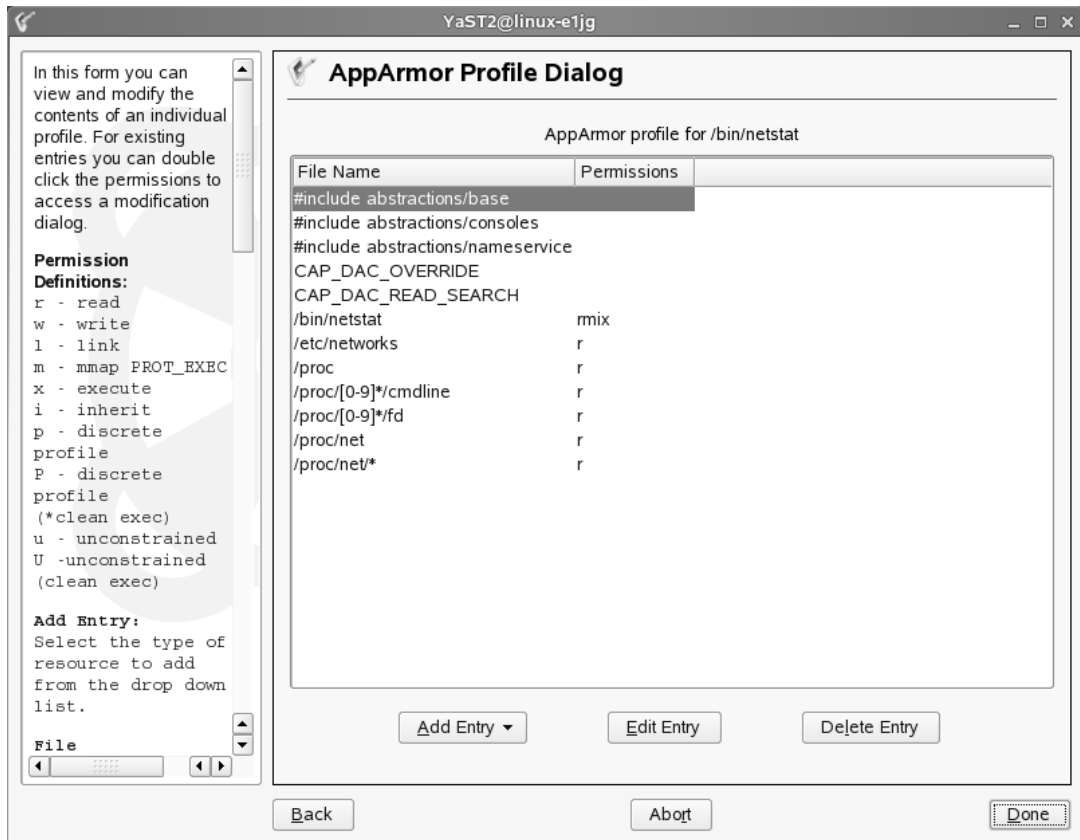 YaST2@linux-e1jg
In this form you can
view and modify the
contents of an individual
profile. For existing
entries you can double
click the permissions to
access a modification
dialog.
Permission
Definitions:
r - read
w - write
l - link
m - mmap PROT_EXEC
x - execute
i - inherit
p - discrete
profile
P - discrete
profile
(*clean exec)
u - unconstrained
U -unconstrained
(clean exec)
Add Entry:
Select the type of
resource to add
from the drop down
list.
File
AppArmor Profile Dialog
AppArmor profile for /bin/netstat
File Name Permissions
#include abstractions/base
#include abstractions/consoles
#include abstractions/nameservice
CAP_DAC_OVERRIDE
CAP_DAC_READ_SEARCH
/bin/netstat rmix
/etc/networks r
/proc r
/proc/[0-9]*/cmdline r
/proc/[0-9]*/fd r
/proc/net r
/proc/net/* r
Add Entry Edit Entry Delete Entry
Back Abort Done